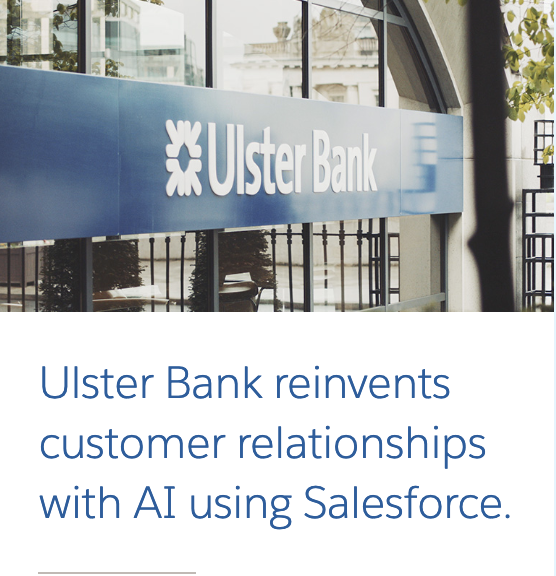 Ulster Bank
Ulster Bank reinvents
customer relationships
with AI using Salesforce.